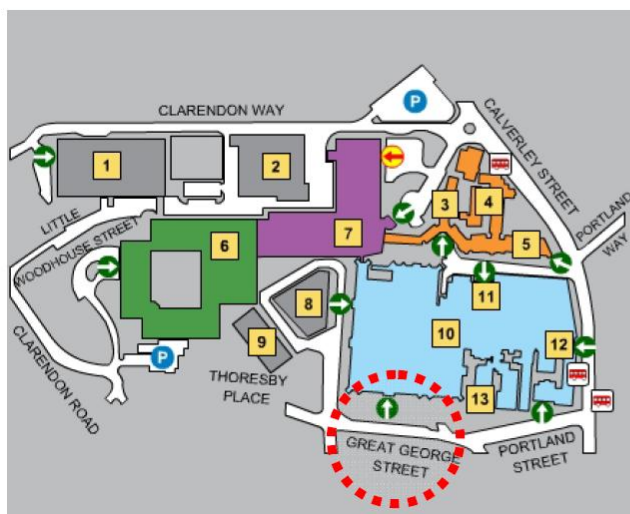 CLARENDON WAY
P
CALVERLEY STREET
1
2
3
4
LITTLE
WOODHOUSE STREET
6
7
5
PORTLAND
WAY
8
11
10
9
12
P
13
CLARENDON ROAD
THORESBY
PLACE
GREAT GEORGE
STREET
PORTLAND
STREET